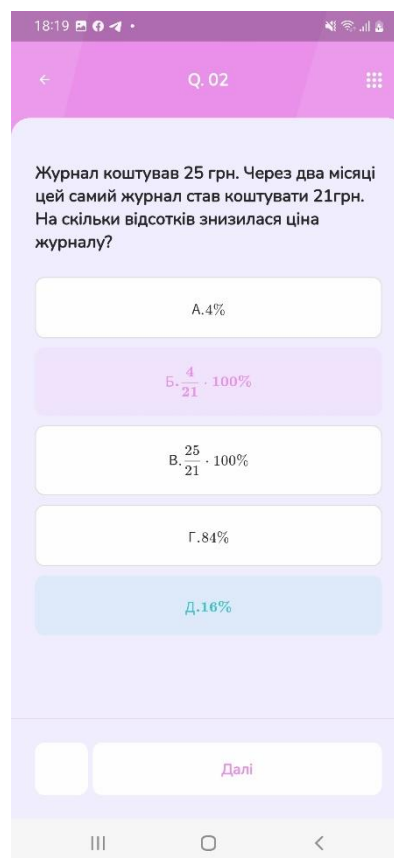 18:19
Q. 02
Журнал коштував 25 грн. Через два місяці
цей самий журнал став коштувати 21грн.
На скільки відсотків знизилася ціна
журналу?
А.4%
Б. 4/21 · 100%
В. 25/21 · 100%
Г.84%
Д.16%
Далі